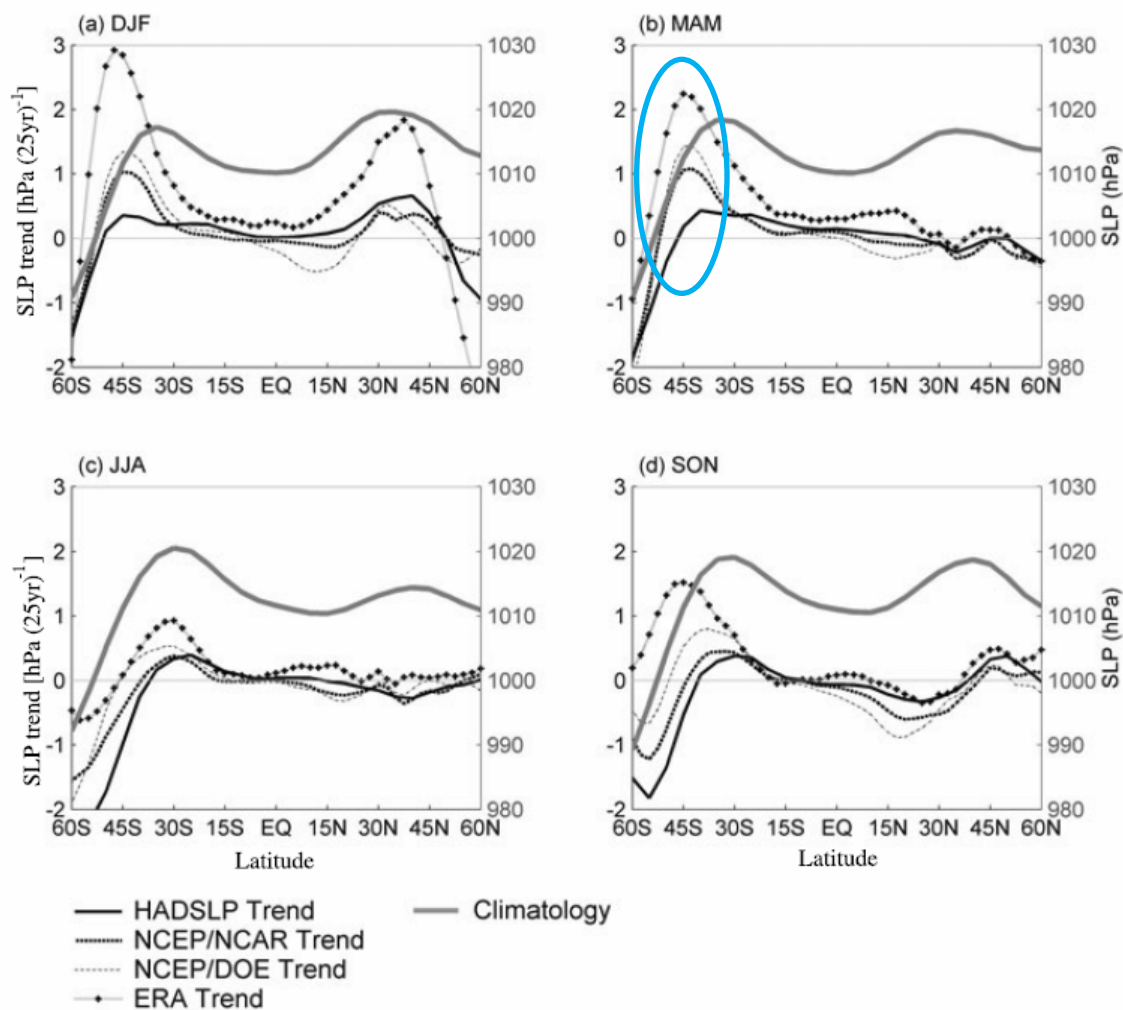 (a) DJF
(b) MAM
3
2
1
0
-1
-2
SLP trend [hPa (25yr)-1]
1030
1020
1010
1000
990
980
60S 45S 30S 15S EQ 15N 30N 45N 60N
3
2
1
0
-1
-2
1030
1020
1010
1000
990
980
SLP (hPa)
60S 45S 30S 15S EQ 15N 30N 45N 60N
(c) JJA
(d) SON
3
2
1
0
-1
-2
SLP trend [hPa (25yr)-1]
1030
1020
1010
1000
990
980
60S 45S 30S 15S EQ 15N 30N 45N 60N
Latitude
3
2
1
0
-1
-2
1030
1020
1010
1000
990
980
SLP (hPa)
60S 45S 30S 15S EQ 15N 30N 45N 60N
Latitude
HADSLP Trend
NCEP/NCAR Trend
NCEP/DOE Trend
ERA Trend
Climatology